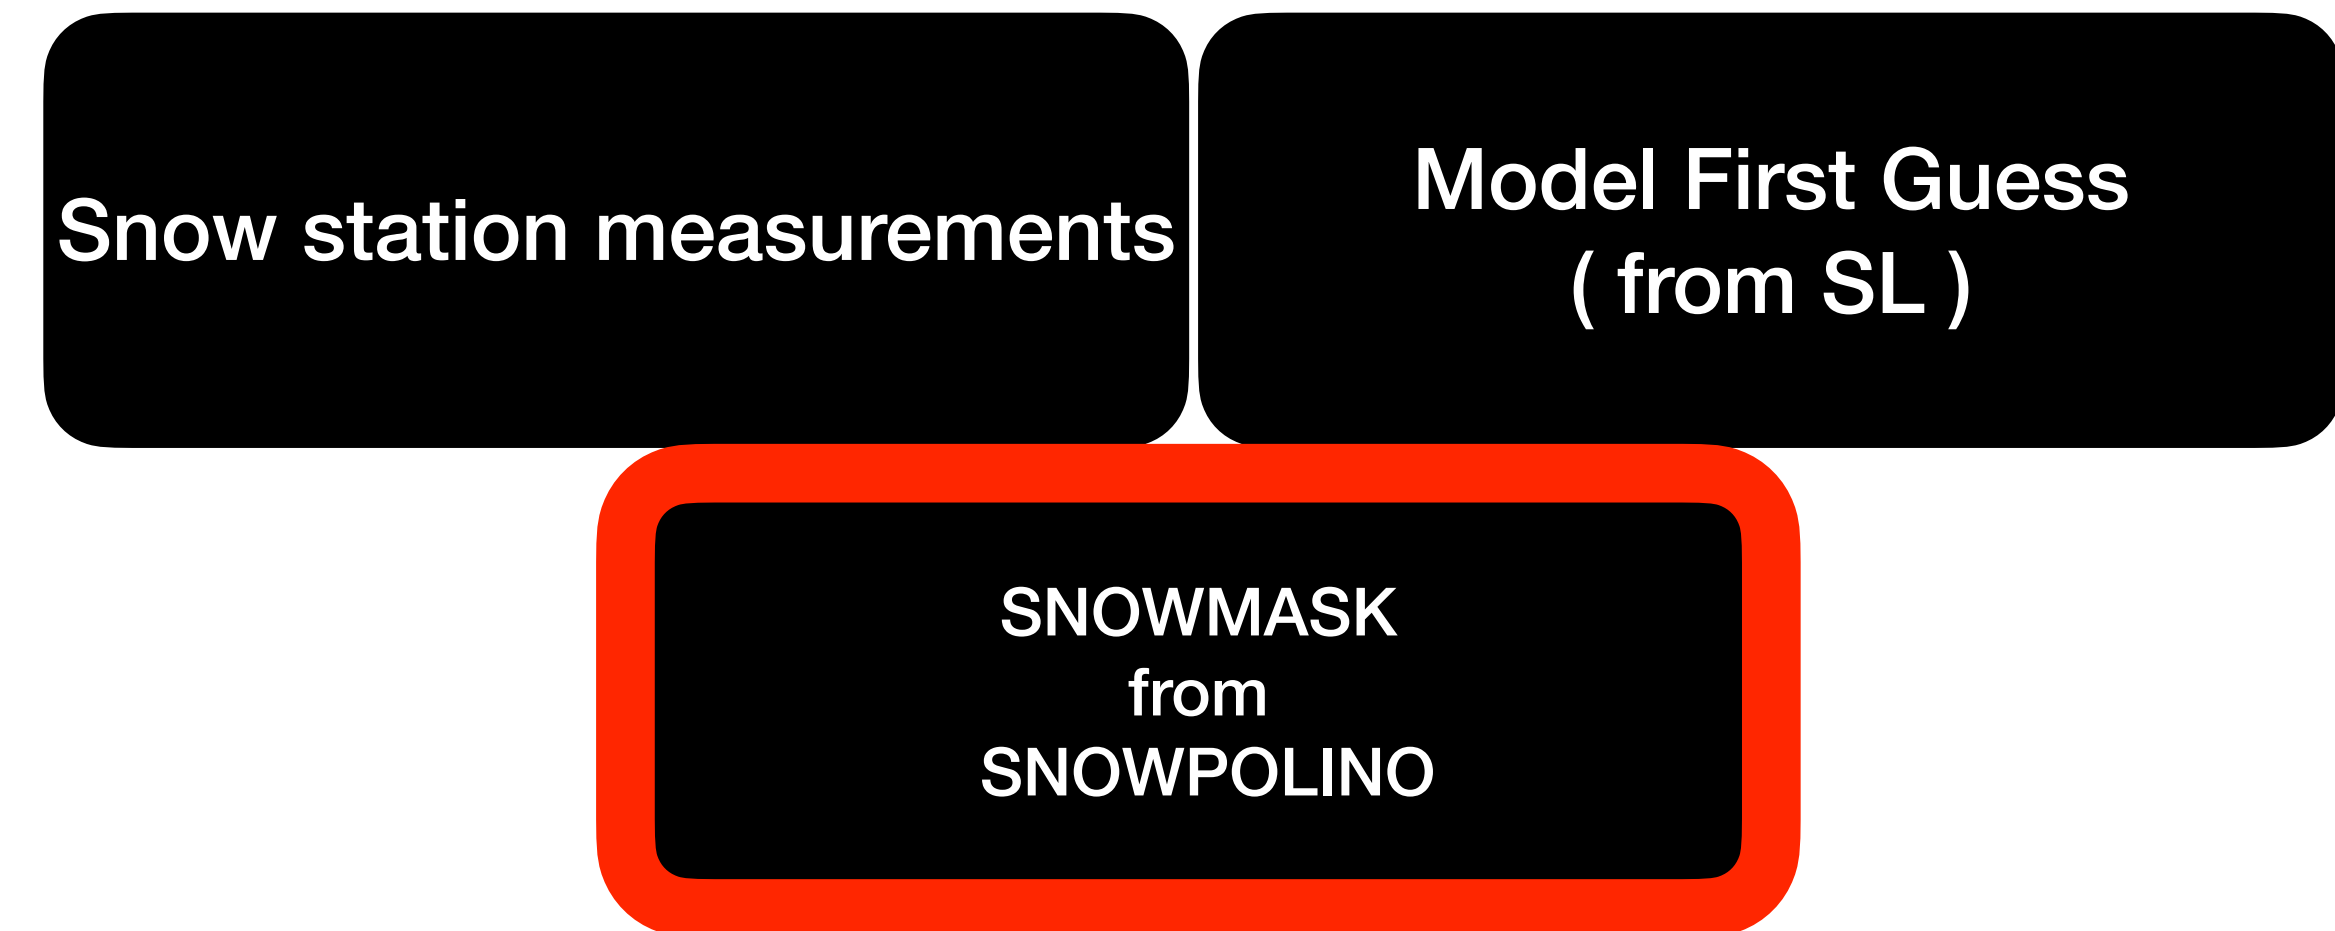 Snow station measurements
Model First Guess
( from SL )
SNOWMASK
from
SNOWPOLINO